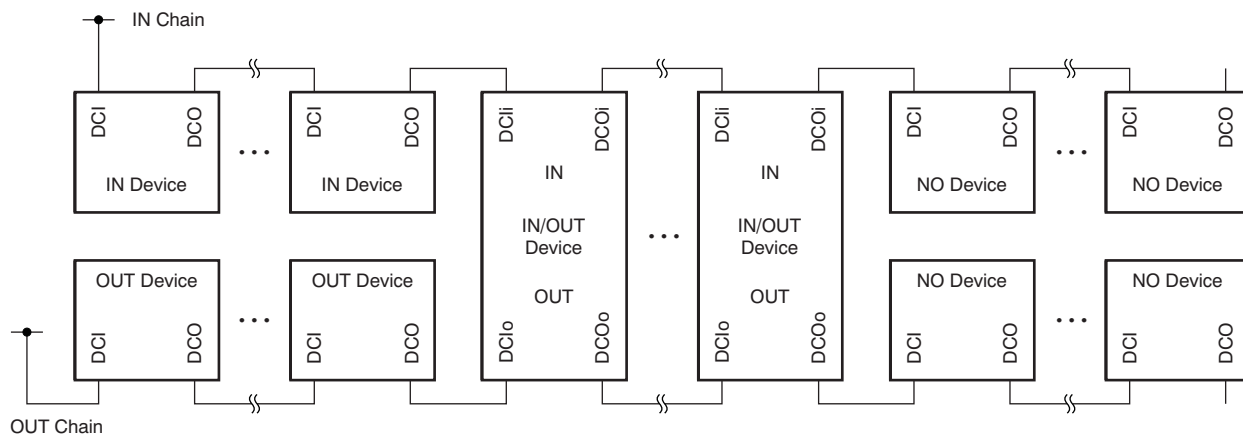 IN Chain
DCI
DCO
IN Device
DCI
DCO
IN Device
DCIi
DCOi
IN
IN/OUT
Device
OUT
DCIo
DCOo
DCIi
DCOi
IN
IN/OUT
Device
OUT
DCIo
DCOo
DCI
DCO
NO Device
DCI
DCO
NO Device
OUT Device
DCI
DCO
OUT Device
DCI
DCO
NO Device
DCI
DCO
NO Device
DCI
DCO
OUT Chain